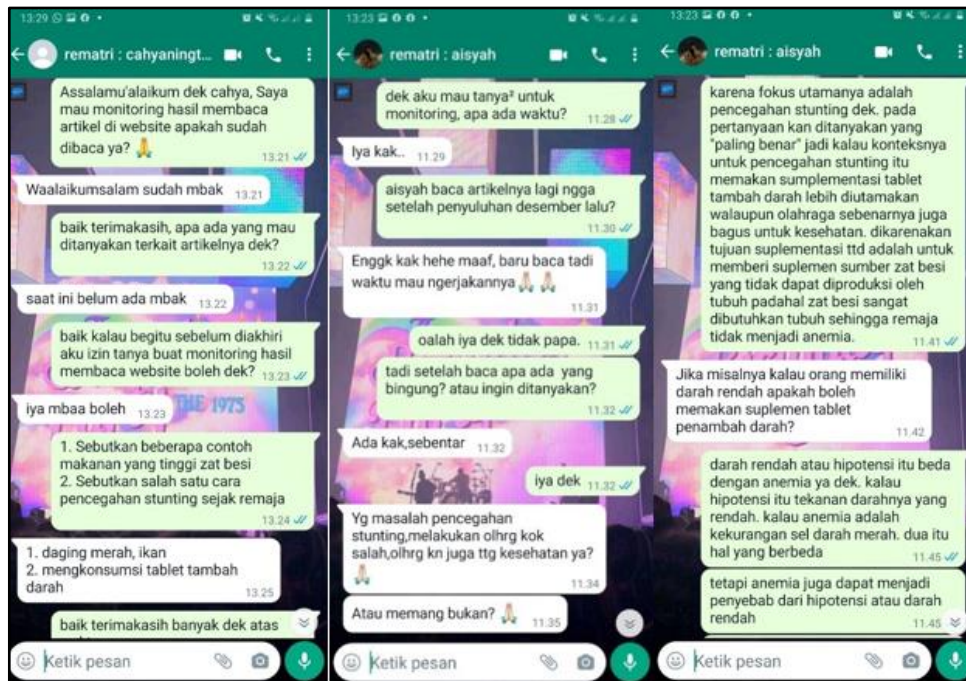 13:29
rematri : cahyaningt...
Assalamu'alaikum dek cahya, Saya
mau monitoring hasil membaca
artikel di website apakah sudah
dibaca ya? 🙏
13.21
Waalaikumsalam sudah mbak 13.21
baik terimakasih, apa ada yang mau
ditanyakan terkait artikelnya dek?
13.22
saat ini belum ada mbak 13.22
baik kalau begitu sebelum diakhiri
aku izin tanya buat monitoring hasil
membaca website boleh dek? 13.23
iya mbaa boleh 13.23
THE 1975
1. Sebutkan beberapa contoh
makanan yang tinggi zat besi
2. Sebutkan salah satu cara
pencegahan stunting sejak remaja
13.24
1. daging merah, ikan
2. mengkonsumsi tablet tambah
darah 13.25
baik terimakasih banyak dek atas
Ketik pesan
13:23
rematri : aisyah
dek aku mau tanya² untuk
monitoring, apa ada waktu?
11.28
Iya kak.. 11.29
aisyah baca artikelnya lagi ngga
setelah penyuluhan desember lalu?
11.30
Enggk kak hehe maaf, baru baca tadi
waktu mau ngerjakannya🙏🏻 🙏🏻
11.31
oalah iya dek tidak papa. 11.31
tadi setelah baca apa ada yang
bingung? atau ingin ditanyakan?
11.32
Ada kak,sebentar 11.32
iya dek 11.32
Yg masalah pencegahan
stunting,melakukan olhrg kok
salah,olhrg kn juga ttg kesehatan ya?
🙏🏻 11.34
Atau memang bukan? 🙏🏻 11.35
Ketik pesan
13:23
rematri : aisyah
karena fokus utamanya adalah
pencegahan stunting dek. pada
pertanyaan kan ditanyakan yang
"paling benar" jadi kalau konteksnya
untuk pencegahan stunting itu
memakan sumplementasi tablet
tambah darah lebih diutamakan
walaupun olahraga sebenarnya juga
bagus untuk kesehatan. dikarenakan
tujuan suplementasi ttd adalah untuk
memberi suplemen sumber zat besi
yang tidak dapat diproduksi oleh
tubuh padahal zat besi sangat
dibutuhkan tubuh sehingga remaja
tidak menjadi anemia. 11.41
Jika misalnya kalau orang memiliki
darah rendah apakah boleh
memakan suplemen tablet
penambah darah? 11.42
darah rendah atau hipotensi itu beda
dengan anemia ya dek. kalau
hipotensi itu tekanan darahnya yang
rendah. kalau anemia adalah
kekurangan sel darah merah. dua itu
hal yang berbeda 11.45
tetapi anemia juga dapat menjadi
penyebab dari hipotensi atau darah
rendah 11.45
Ketik pesan